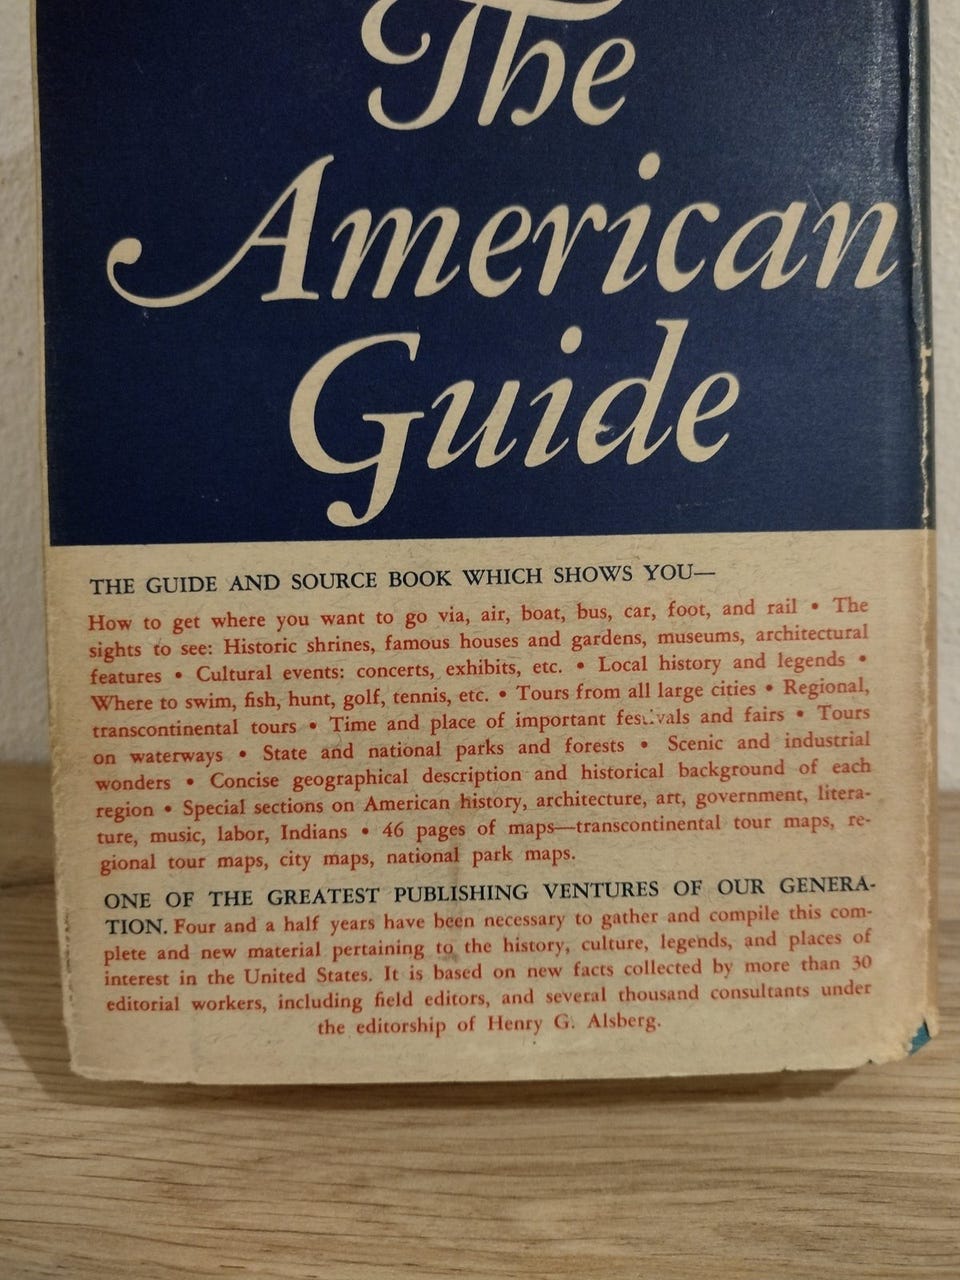 The
American
Guide
THE GUIDE AND SOURCE BOOK WHICH SHOWS YOU—
How to get where you want to go via, air, boat, bus, car, foot, and rail • The
sights to see: Historic shrines, famous houses and gardens, museums, architectural
features • Cultural events: concerts, exhibits, etc. • Local history and legends •
Where to swim, fish, hunt, golf, tennis, etc. • Tours from all large cities • Regional,
transcontinental tours • Time and place of important festivals and fairs • Tours
on waterways • State and national parks and forests • Scenic and industrial
wonders • Concise geographical description and historical background of each
region • Special sections on American history, architecture, art, government, litera-
ture, music, labor, Indians • 46 pages of maps—transcontinental tour maps, re-
gional tour maps, city maps, national park maps.
ONE OF THE GREATEST PUBLISHING VENTURES OF OUR GENERA-
TION. Four and a half years have been necessary to gather and compile this com-
plete and new material pertaining to the history, culture, legends, and places of
interest in the United States. It is based on new facts collected by more than 30
editorial workers, including field editors, and several thousand consultants under
the editorship of Henry G. Alsberg.